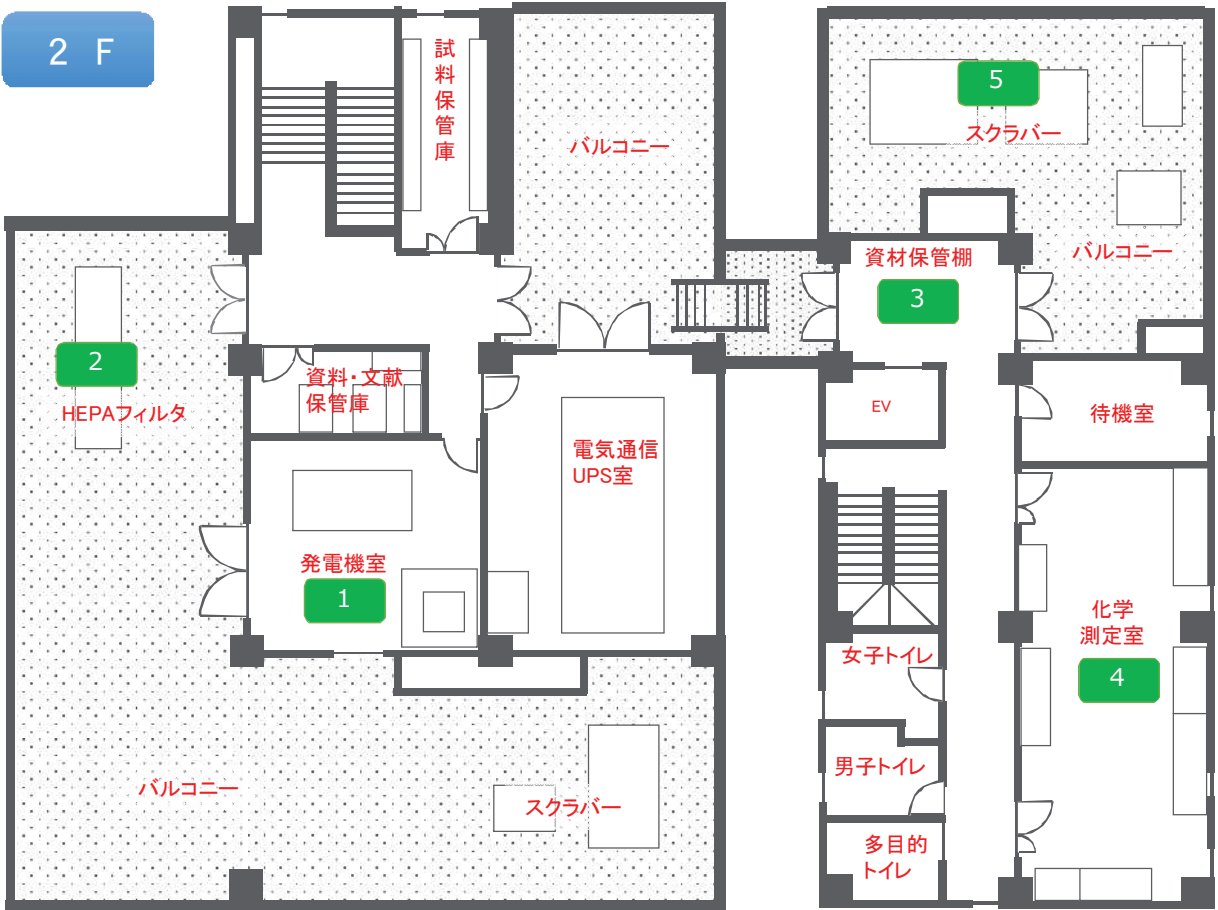 2 F
試
料
保
管
庫
バルコニー
5
スクラバー
バルコニー
資材保管棚
3
2
HEPAフィルタ
資料・文献
保管庫
EV
待機室
電気通信
UPS室
発電機室
1
化学
測定室
4
女子トイレ
男子トイレ
バルコニー
スクラバー
多目的
トイレ